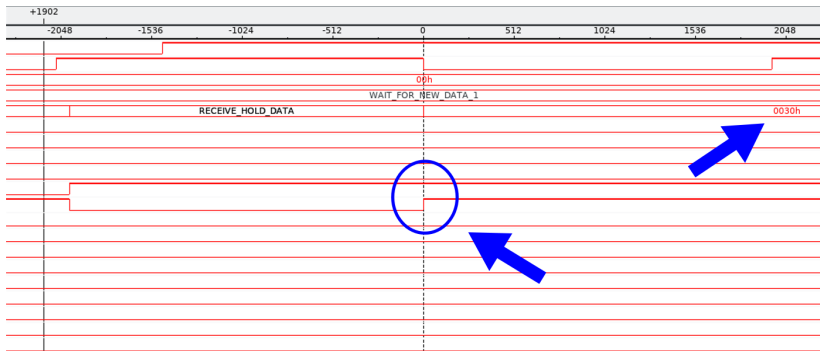 +1902
-2048 -1536 -1024 -512 0 512 1024 1536 2048
00h
WAIT_FOR_NEW_DATA_1
RECEIVE_HOLD_DATA 0030h